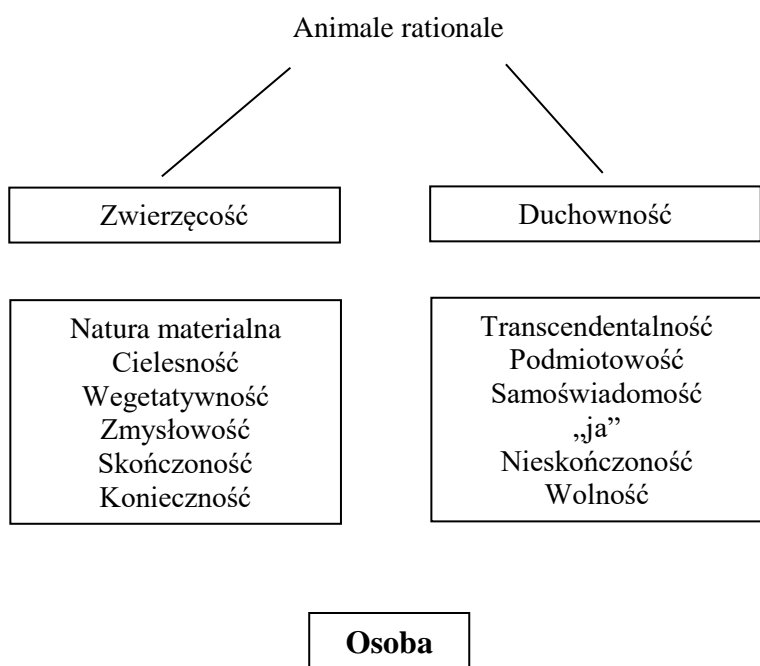 Animale rationale
Zwierzęcość
Duchowność
Natura materialna
Cielesność
Wegetatywność
Zmysłowość
Skończoność
Konieczność
Transcendentalność
Podmiotowość
Samoświadomość
„ja”
Nieskończoność
Wolność
Osoba